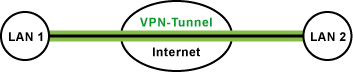 VPN-Tunnel
LAN 1
LAN 2
Internet